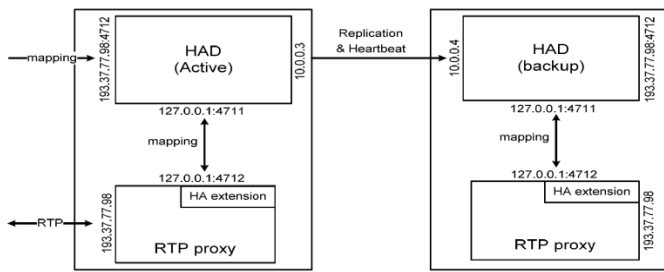 mapping
193.37.77.98:4712
HAD
(Active)
10.0.0.3
127.0.0.1:4711
mapping
127.0.0.1:4712
HA extension
RTP
193.37.77.98
RTP proxy
Replication
& Heartbeat
10.0.0.4
HAD
(backup)
193.37.77.98:4712
127.0.0.1:4711
mapping
127.0.0.1:4712
HA extension
RTP proxy
193.37.77.98